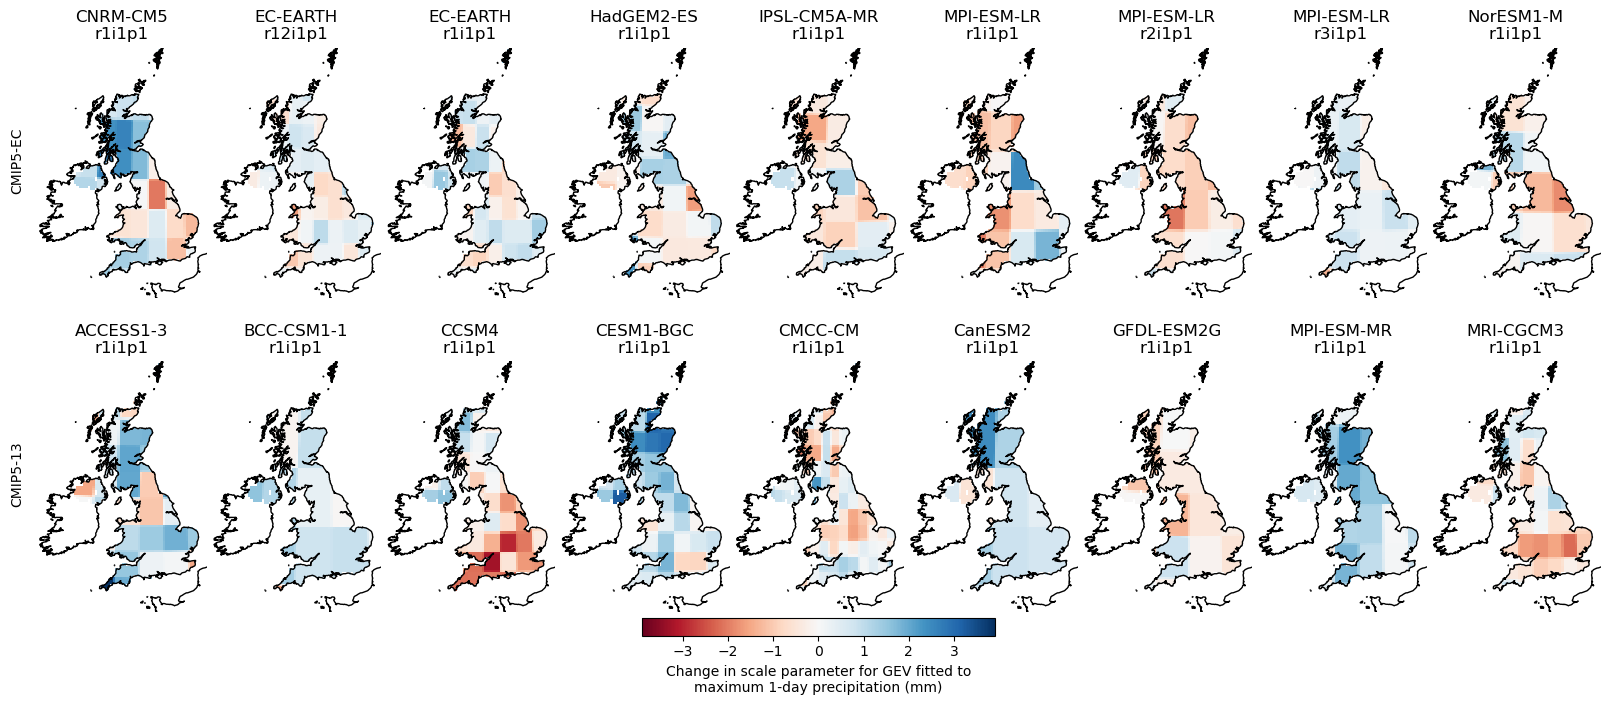 CNRM-CM5 EC-EARTH EC-EARTH HadGEM2-ES IPSL-CM5A-MR MPI-ESM-LR MPI-ESM-LR MPI-ESM-LR NorESM1-M
r1i1p1 r12i1p1 r1i1p1 r1i1p1 r1i1p1 r1i1p1 r2i1p1 r3i1p1 r1i1p1
CMIP5-EC
ACCESS1-3 BCC-CSM1-1 CCSM4 CESM1-BGC CMCC-CM CanESM2 GFDL-ESM2G MPI-ESM-MR MRI-CGCM3
r1i1p1 r1i1p1 r1i1p1 r1i1p1 r1i1p1 r1i1p1 r1i1p1 r1i1p1 r1i1p1
CMIP5-13
−3 −2 −1 0 1 2 3
Change in scale parameter for GEV fitted to
maximum 1-day precipitation (mm)